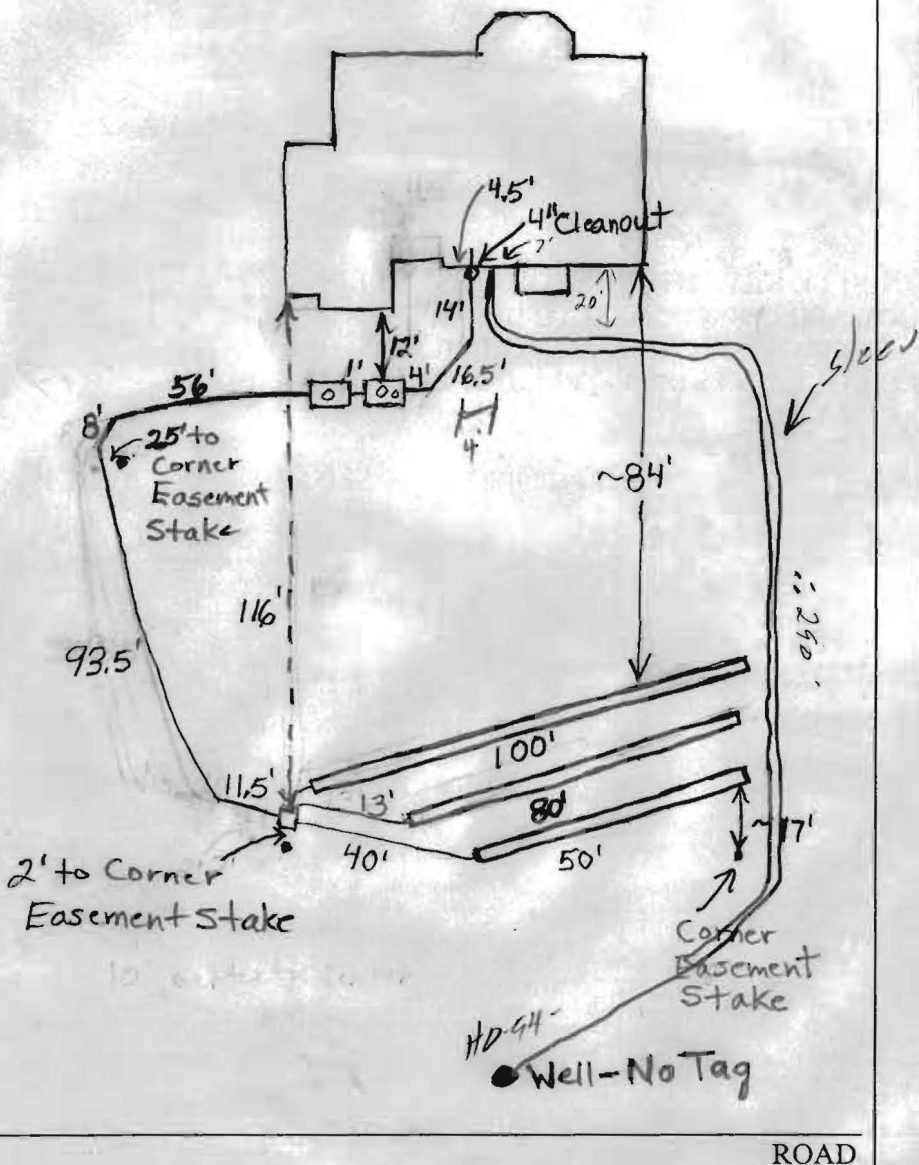 4.5'
4" Cleanout
7'
14'
20'
12'
1'
4'
16.5'
4'
56'
8'
25' to
Corner
Easement
Stake
~84'
116'
93.5'
100'
11.5'
13'
80'
~17'
40'
50'
2' to Corner
Easement Stake
Corner
Easement
Stake
HD-94-
Well-No Tag
ROAD